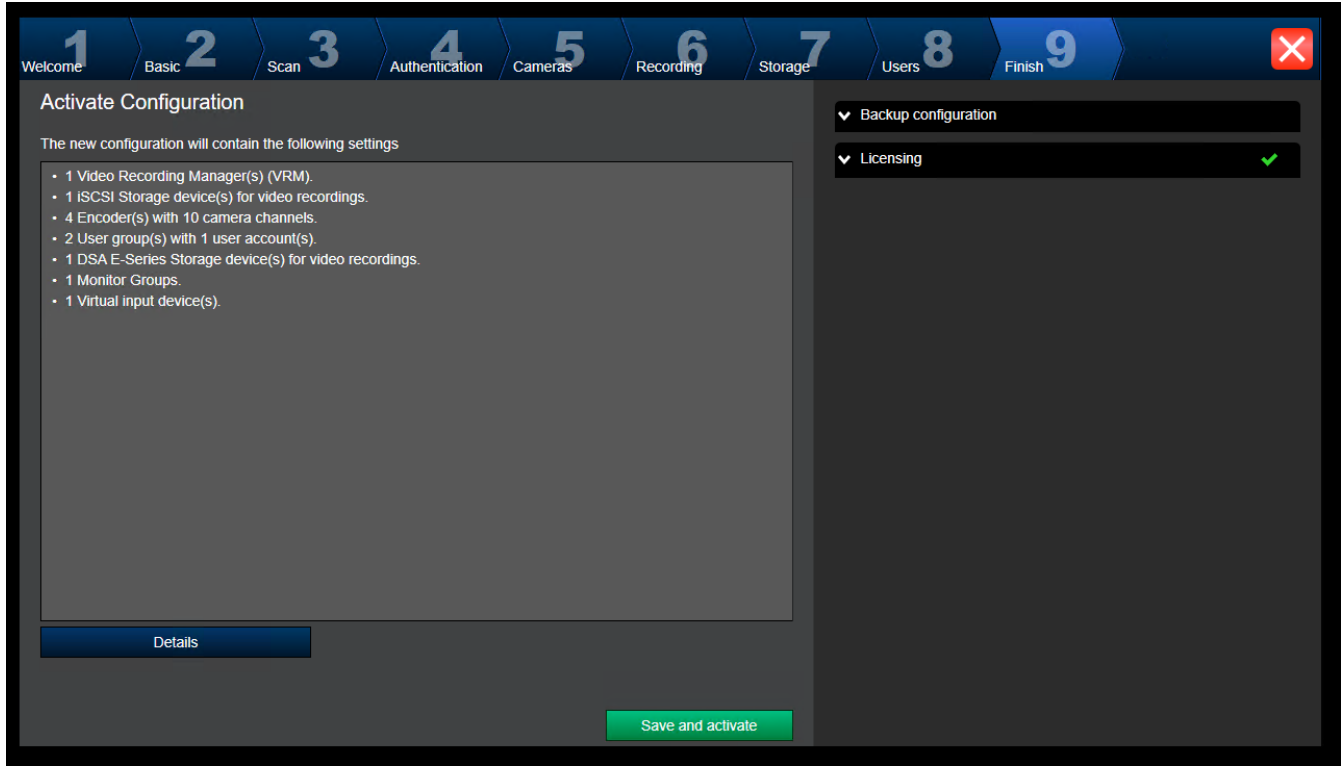 1 Welcome
2 Basic
3 Scan
4 Authentication
5 Cameras
6 Recording
7 Storage
8 Users
9 Finish
Activate Configuration
The new configuration will contain the following settings
• 1 Video Recording Manager(s) (VRM).
• 1 iSCSI Storage device(s) for video recordings.
• 4 Encoder(s) with 10 camera channels.
• 2 User group(s) with 1 user account(s).
• 1 DSA E-Series Storage device(s) for video recordings.
• 1 Monitor Groups.
• 1 Virtual input device(s).
Details
Save and activate
Backup configuration
Licensing